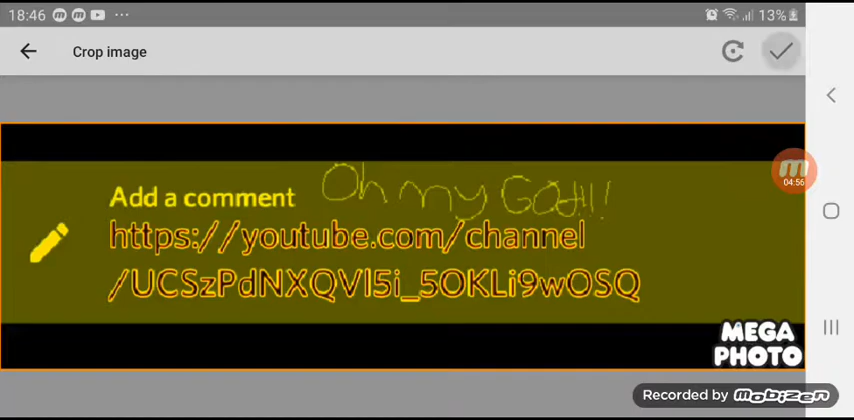 18:46
13%
Crop image
04:56
Oh my God!!!
Add a comment
https://youtube.com/channel
/UCSzPdNXQVl5i_5OKLi9wOSQ
MEGA
PHOTO
Recorded by MOBIZEN